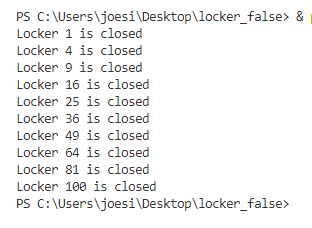 PS C:\Users\joesi\Desktop\locker_false> &
Locker 1 is closed
Locker 4 is closed
Locker 9 is closed
Locker 16 is closed
Locker 25 is closed
Locker 36 is closed
Locker 49 is closed
Locker 64 is closed
Locker 81 is closed
Locker 100 is closed
PS C:\Users\joesi\Desktop\locker_false>